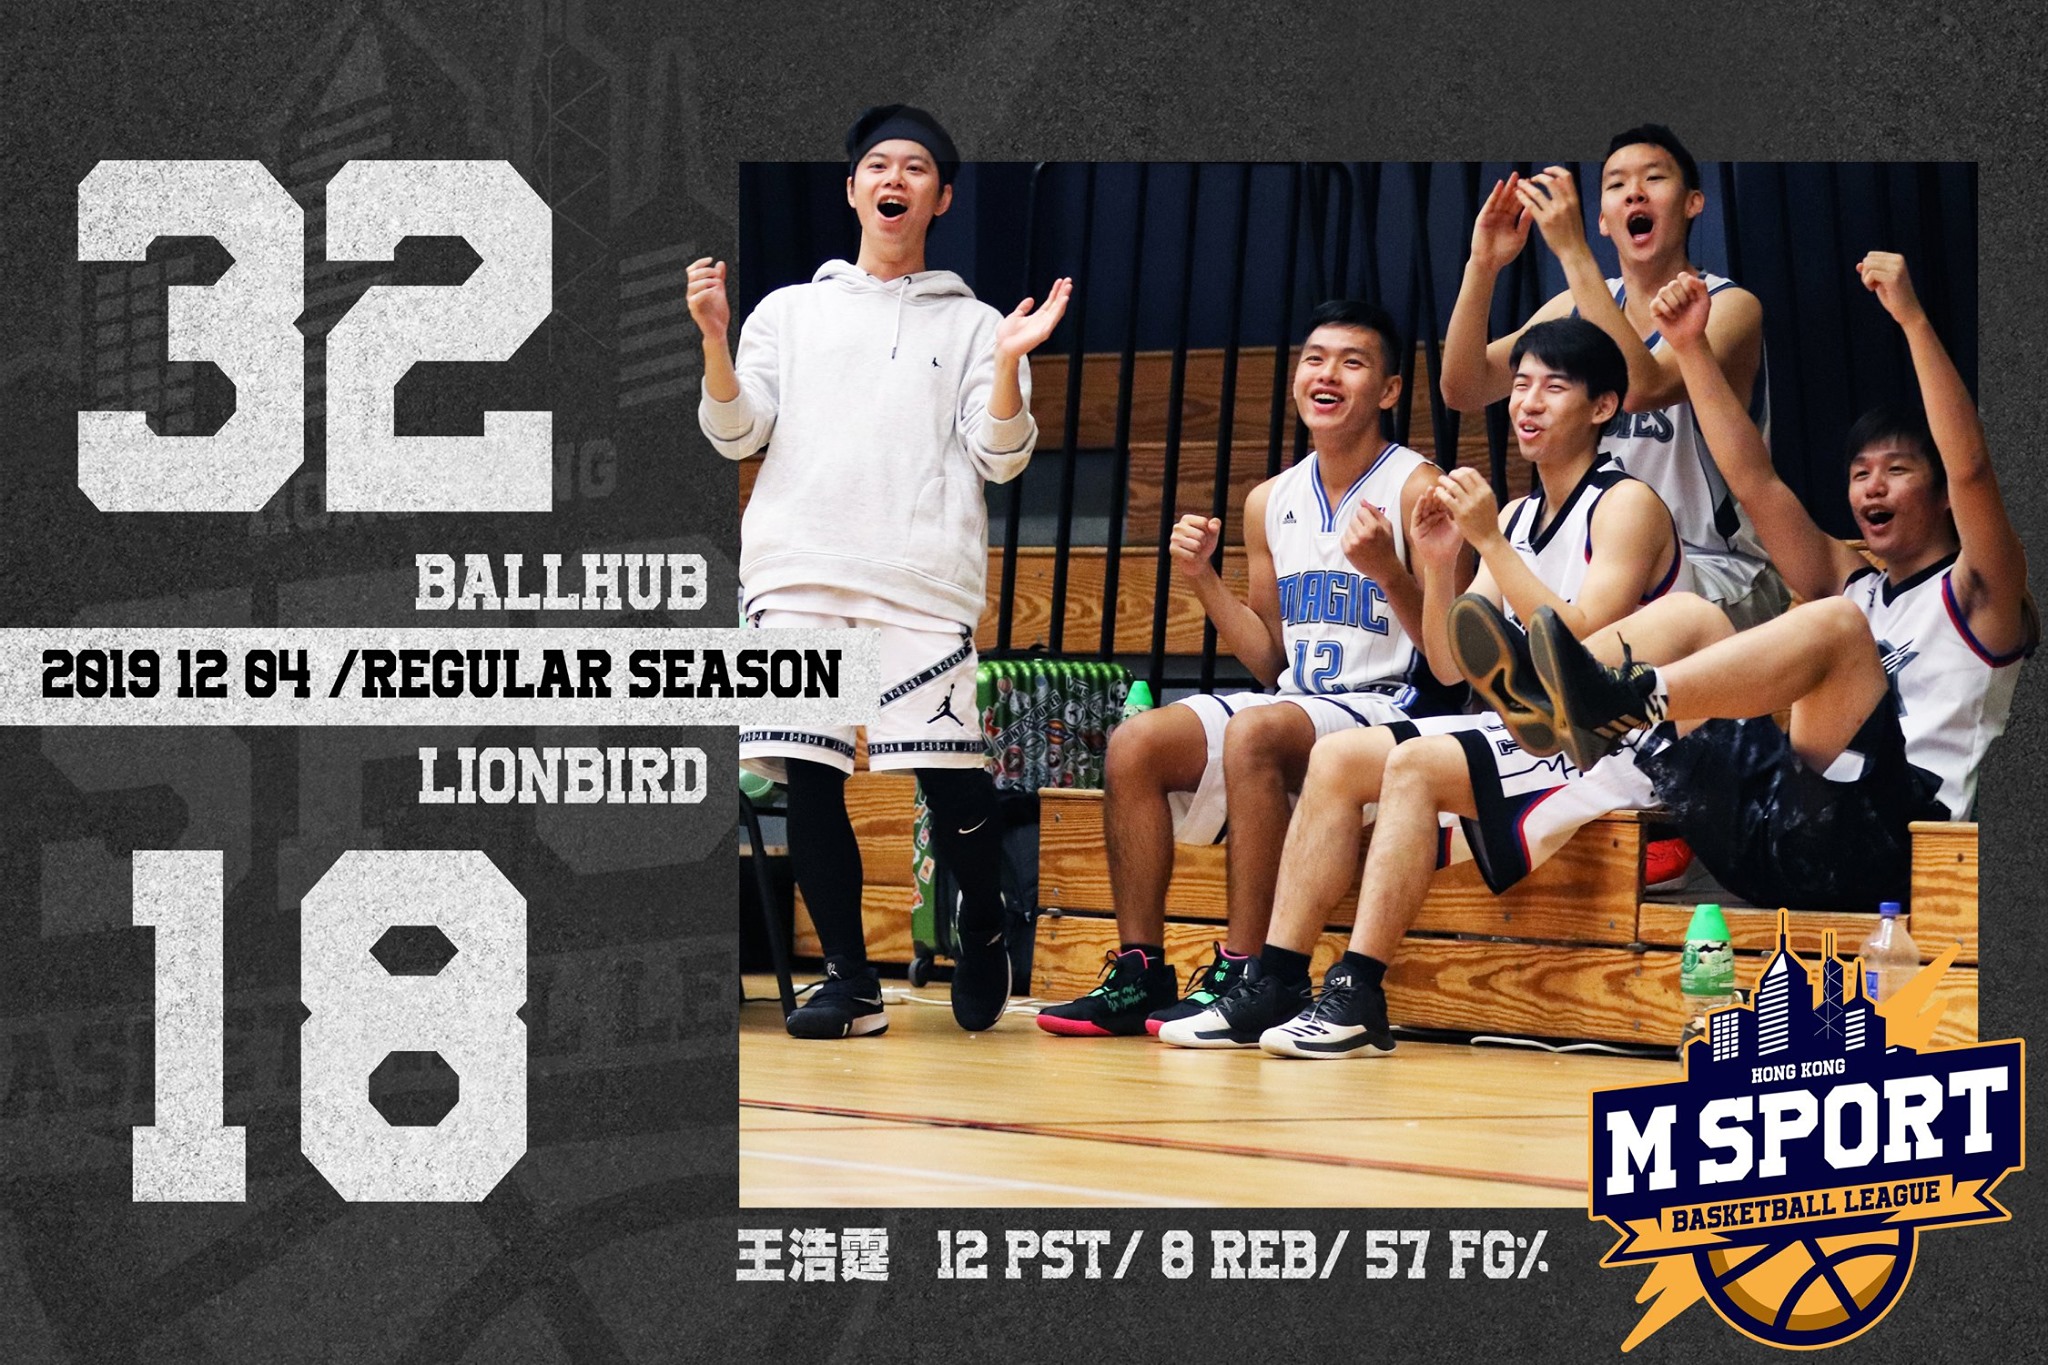 32
BALLHUB
2019 12 04 /REGULAR SEASON
LIONBIRD
18
MAGIC
12
JORDAN
HONG KONG
M SPORT
BASKETBALL LEAGUE
王浩霆 12 PST/ 8 REB/ 57 FG%